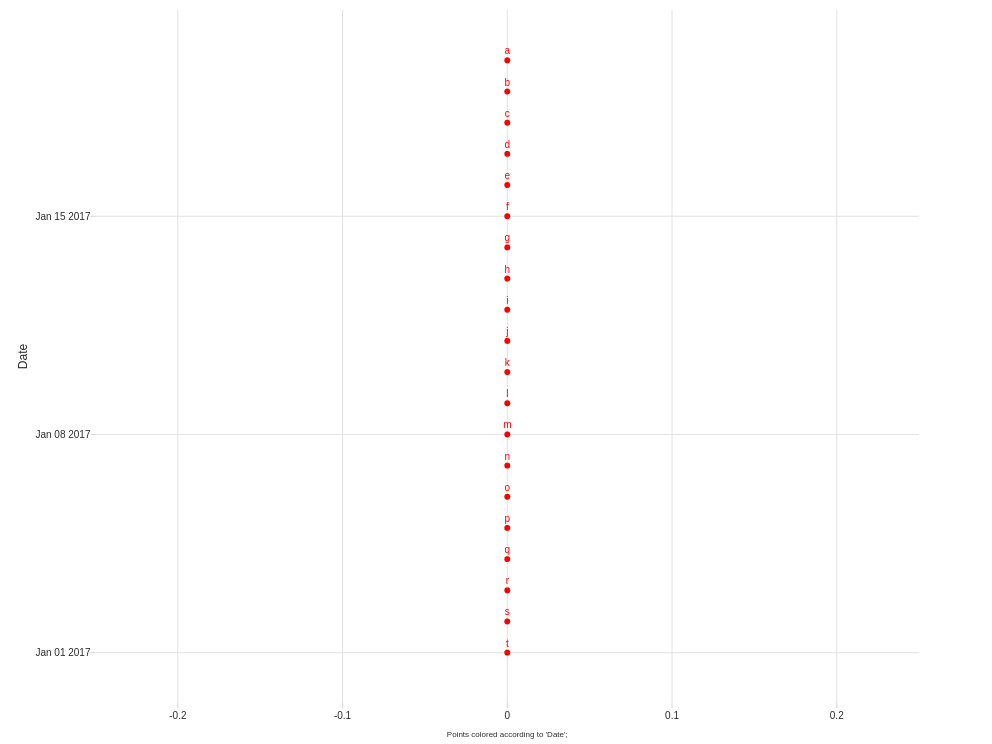 a
b
c
d
e
Jan 15 2017
f
g
h
i
j
Date
k
l
Jan 08 2017
m
n
o
p
q
r
s
Jan 01 2017
t
-0.2 -0.1 0 0.1 0.2
Points colored according to 'Date';